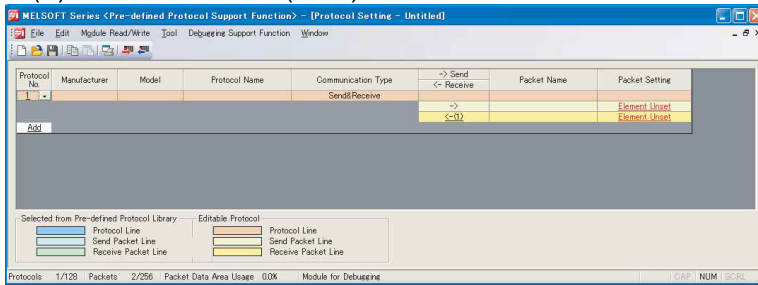 MELSOFT Series <Pre-defined Protocol Support Function> - [Protocol Setting - Untitled]
File Edit Module Read/Write Tool Debugging Support Function Window
Protocol No. Manufacturer Model Protocol Name Communication Type -> Send <- Receive Packet Name Packet Setting
1 Send&Receive
-> Element Unset
<-(1) Element Unset
Add
Selected from Pre-defined Protocol Library Editable Protocol
Protocol Line Protocol Line
Send Packet Line Send Packet Line
Receive Packet Line Receive Packet Line
Protocols 1/128 Packets 2/256 Packet Data Area Usage 0.0% Module for Debugging CAP NUM SCRL